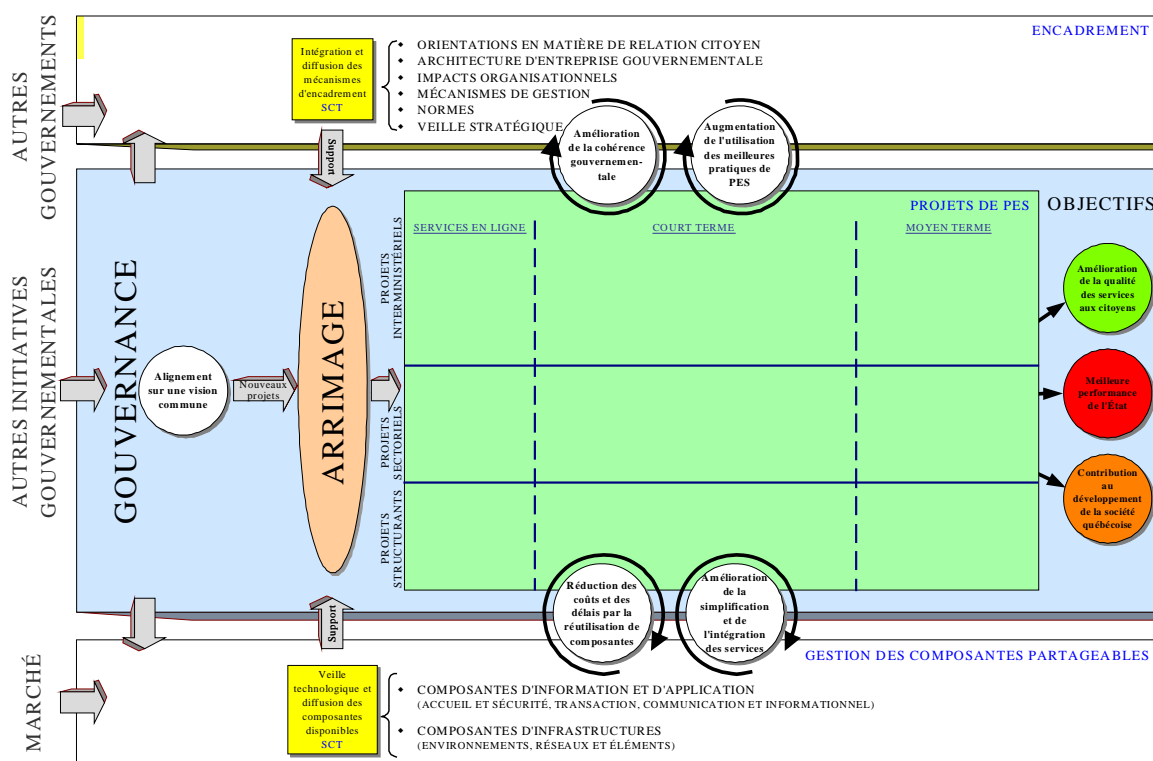 AUTRES
GOUVERNEMENTS
AUTRES INITIATIVES
GOUVERNEMENTALES
MARCHÉ
ENCADREMENT
Intégration et
diffusion des
mécanismes
d'encadrement
SCT
ORIENTATIONS EN MATIÈRE DE RELATION CITOYEN
ARCHITECTURE D'ENTREPRISE GOUVERNEMENTALE
IMPACTS ORGANISATIONNELS
MÉCANISMES DE GESTION
NORMES
VEILLE STRATÉGIQUE
Support
Amélioration
de la cohérence
gouvernemen-
tale
Augmentation
de l'utilisation
des meilleures
pratiques de
PES
GOUVERNANCE
Alignement
sur une vision
commune
Nouveaux
projets
ARRIMAGE
PROJETS DE PES
SERVICES EN LIGNE
COURT TERME
MOYEN TERME
PROJETS
INTERMINISTÉRIELS
PROJETS
SECTORIELS
PROJETS
STRUCTURANTS
OBJECTIFS
Amélioration
de la qualité
des services
aux citoyens
Meilleure
performance
de l'État
Contribution
au
développement
de la société
québécoise
Réduction des
coûts et des
délais par la
réutilisation de
composantes
Amélioration
de la
simplification
et de
l'intégration
des services
Support
GESTION DES COMPOSANTES PARTAGEABLES
Veille
technologique et
diffusion des
composantes
disponibles
SCT
COMPOSANTES D'INFORMATION ET D'APPLICATION
(ACCUEIL ET SÉCURITÉ, TRANSACTION, COMMUNICATION ET INFORMATIONNEL)
COMPOSANTES D'INFRASTRUCTURES
(ENVIRONNEMENTS, RÉSEAUX ET ÉLÉMENTS)